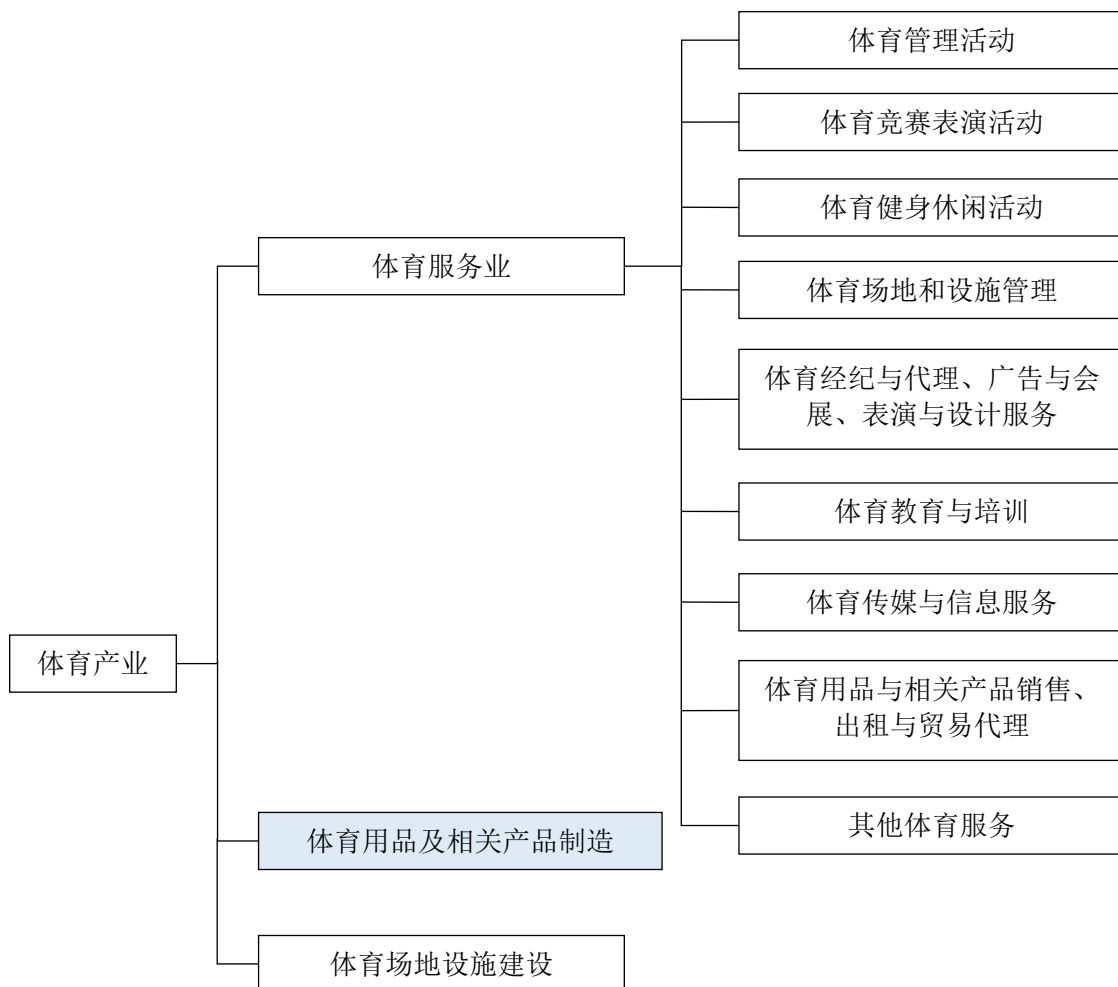 体育管理活动
体育竞赛表演活动
体育健身休闲活动
体育服务业
体育场地和设施管理
体育经纪与代理、广告与会
展、表演与设计服务
体育教育与培训
体育传媒与信息服务
体育产业
体育用品与相关产品销售、
出租与贸易代理
其他体育服务
体育用品及相关产品制造
体育场地设施建设